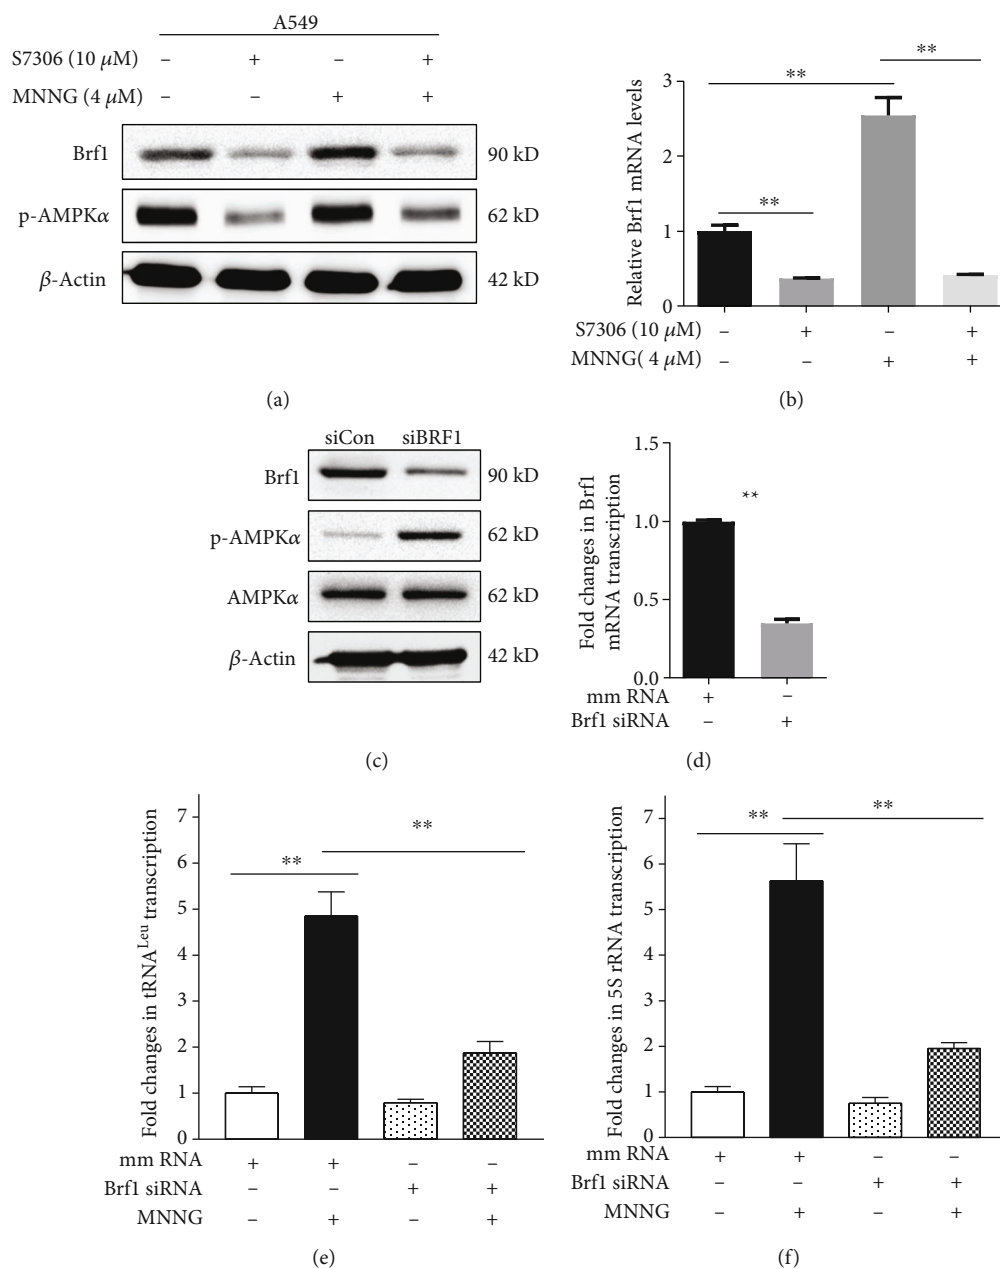 A549
S7306 (10 μM) – + – +
MNNG (4 μM) – – + +
Brf1 90 kD
p-AMPKα 62 kD
β-Actin 42 kD
(a)
Relative Brf1 mRNA levels
3
2
1
0
** ** **
S7306 (10 μM) – + – +
MNNG( 4 μM) – – + +
(b)
siCon siBRF1
Brf1 90 kD
p-AMPKα 62 kD
AMPKα 62 kD
β-Actin 42 kD
(c)
Fold changes in Brf1
mRNA transcription
1.5
1.0
0.5
0.0
**
mm RNA + –
Brf1 siRNA – +
(d)
Fold changes in tRNA^Leu transcription
7
6
5
4
3
2
1
0
** **
mm RNA + + – –
Brf1 siRNA – – + +
MNNG – + – +
(e)
Fold changes in 5S rRNA transcription
7
6
5
4
3
2
1
0
** **
mm RNA + + – –
Brf1 siRNA – – + +
MNNG – + – +
(f)